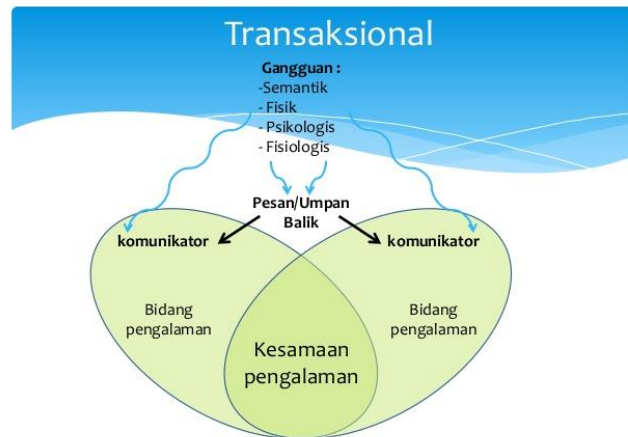 Transaksional
Gangguan :
-Semantik
- Fisik
- Psikologis
- Fisiologis
Pesan/Umpan
Balik
komunikator
komunikator
Bidang
pengalaman
Bidang
pengalaman
Kesamaan
pengalaman